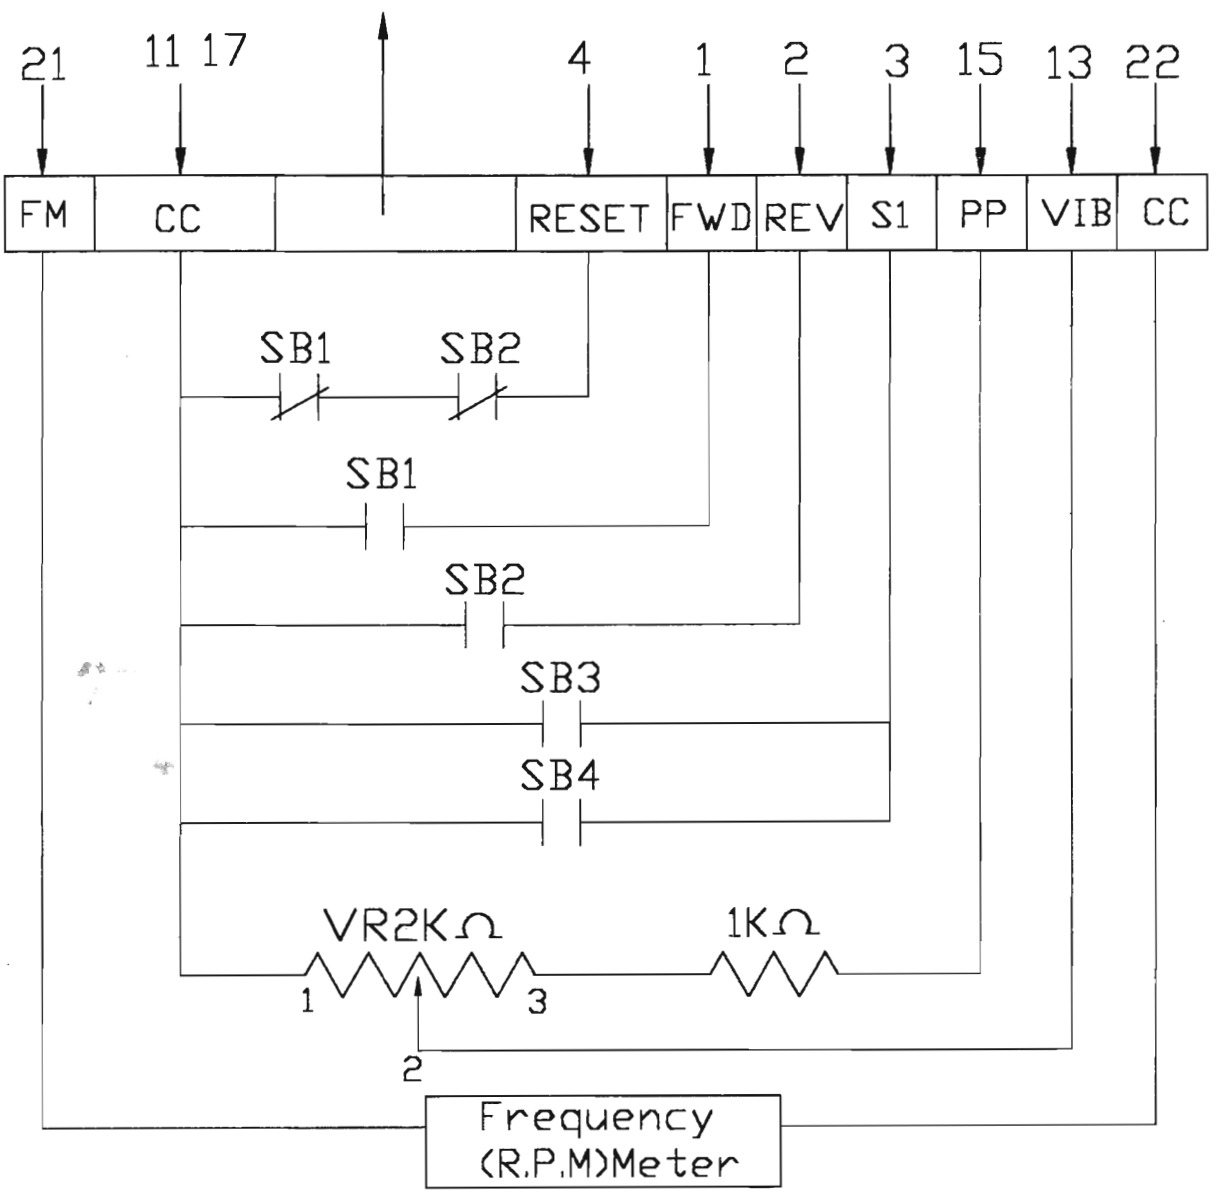 21 11 17 4 1 2 3 15 13 22
FM CC RESET FWD REV S1 PP VIB CC
SB1 SB2
SB1
SB2
SB3
SB4
VR2KΩ 1KΩ
1 3
2
Frequency
(R.P.M)Meter